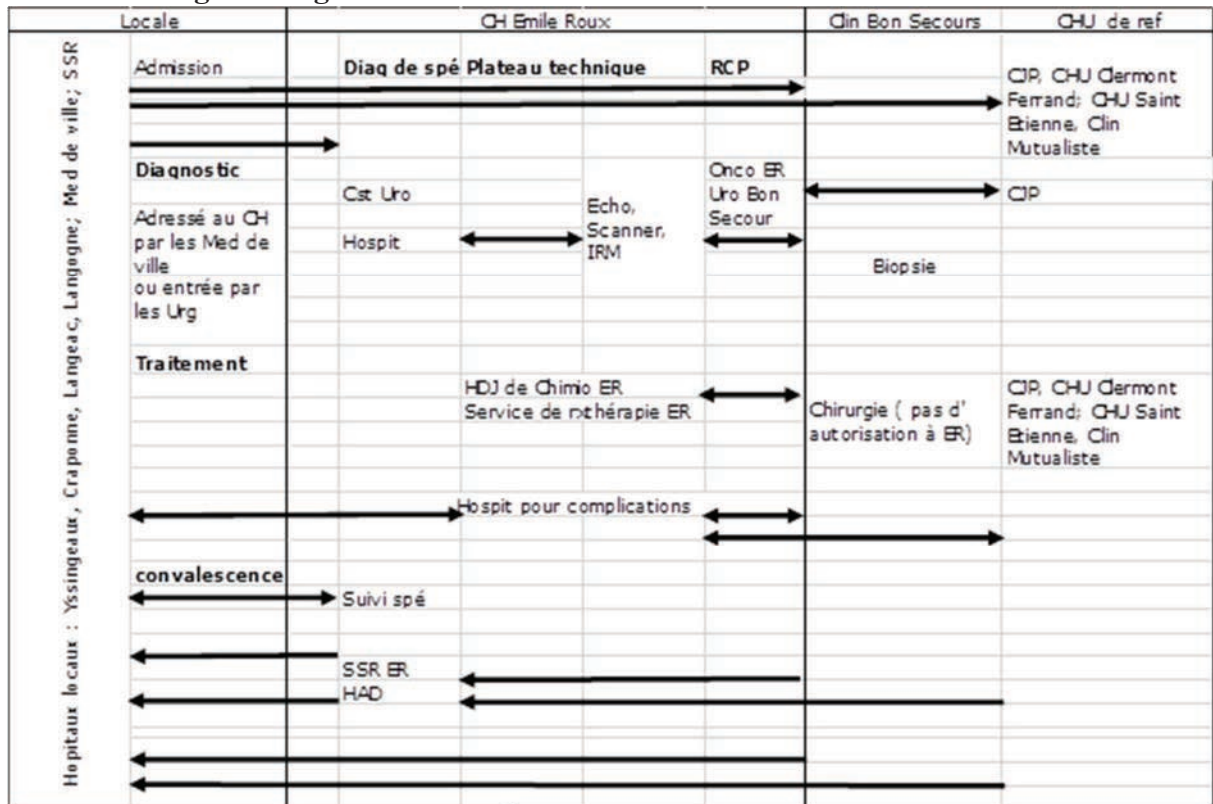 Locale
CH Emile Roux
Clin Bon Secours
CHU de ref
Hopitaux locaux : Yssingeaux, Craponne, Langeac, Langogne; Med de ville; SSR
Admission
Diag de spé
Plateau technique
RCP
CJP, CHU Clermont
Ferrand; CHU Saint
Etienne, Clin
Mutualiste
Diagnostic
Adressé au CH
par les Med de
ville
ou entrée par
les Urg
Cst Uro
Hospit
Echo,
Scanner,
IRM
Onco ER
Uro Bon
Secour
CJP
Biopsie
Traitement
HDJ de Chimio ER
Service de rxthérapie ER
Chirurgie ( pas d'
autorisation à ER)
CJP, CHU Clermont
Ferrand; CHU Saint
Etienne, Clin
Mutualiste
Hospit pour complications
convalescence
Suivi spé
SSR ER
HAD